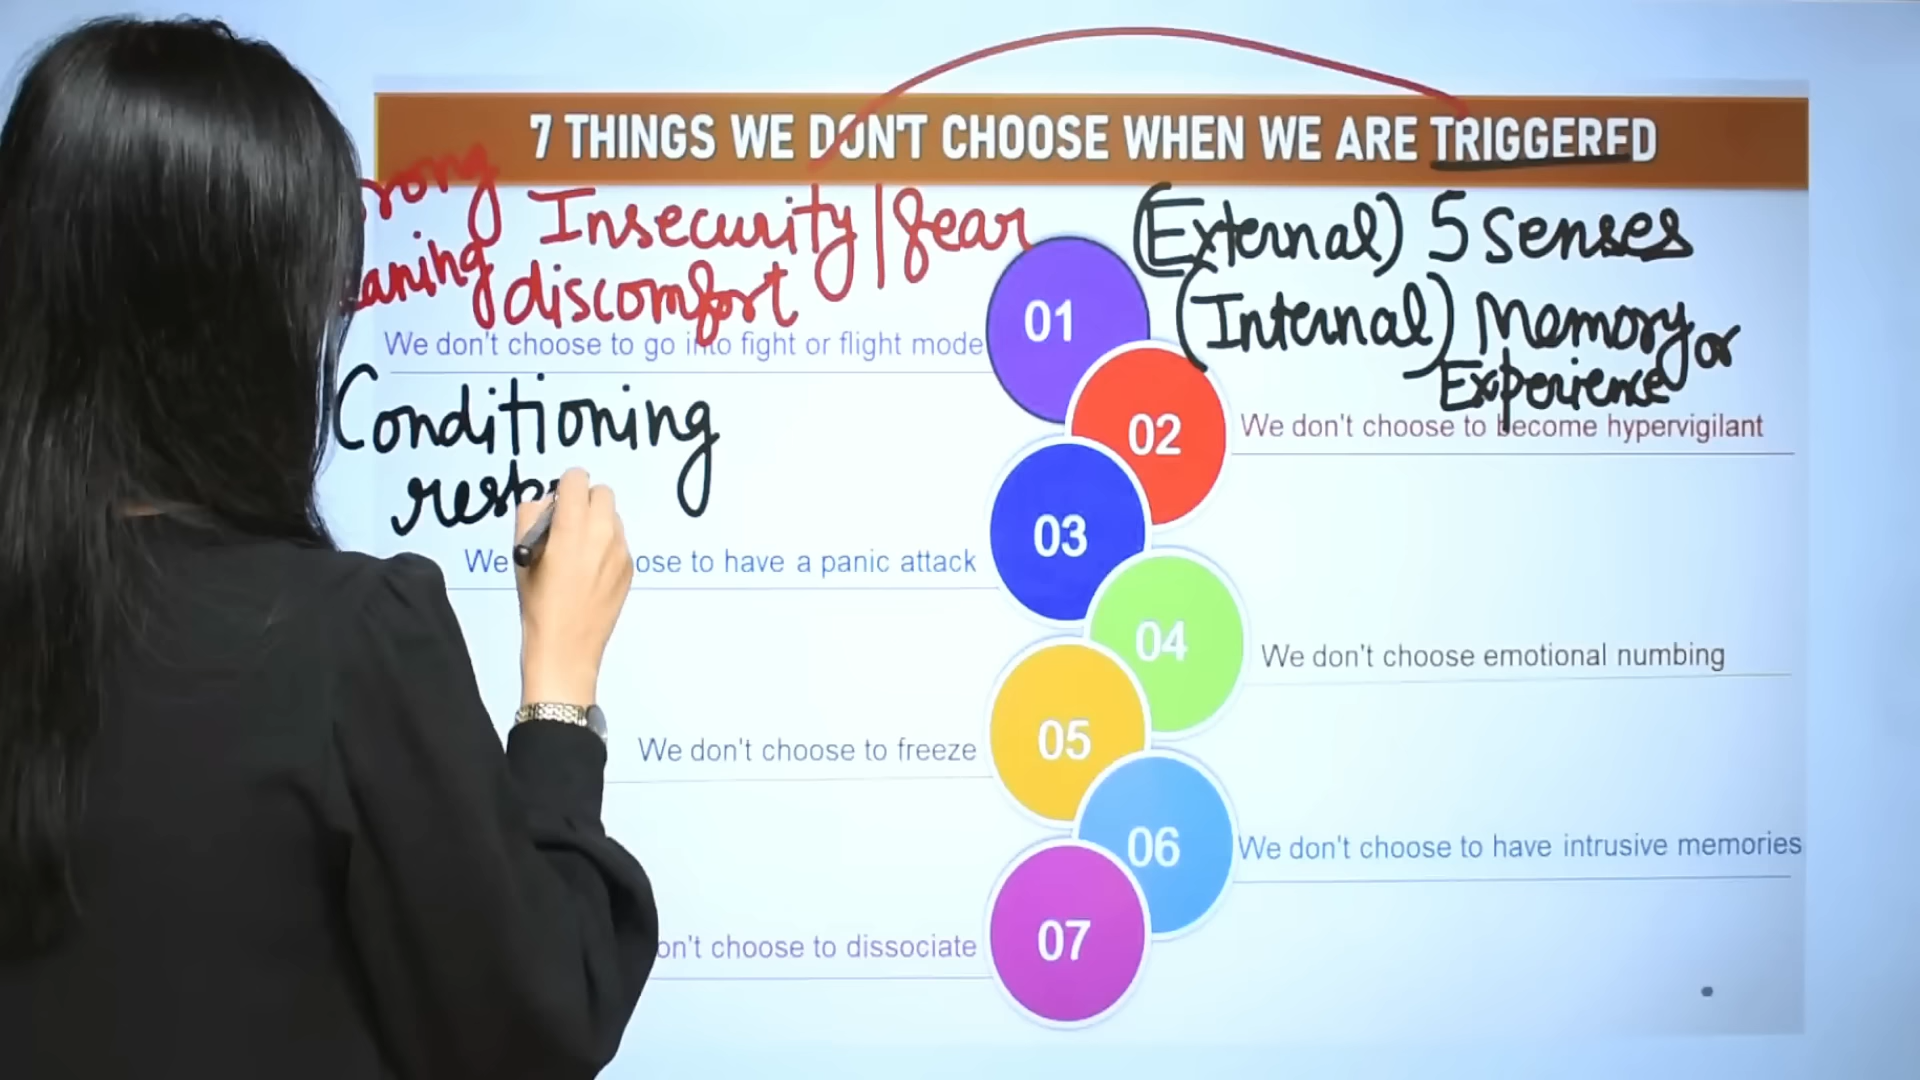 7 THINGS WE DON'T CHOOSE WHEN WE ARE TRIGGERED
Insecurity / fear
discomfort
(External) 5 senses
(Internal) Memory or
Experience
01
We don't choose to go into fight or flight mode
Conditioning
02
We don't choose to become hypervigilant
03
We ose to have a panic attack
04
We don't choose emotional numbing
05
We don't choose to freeze
06
We don't choose to have intrusive memories
07
on't choose to dissociate